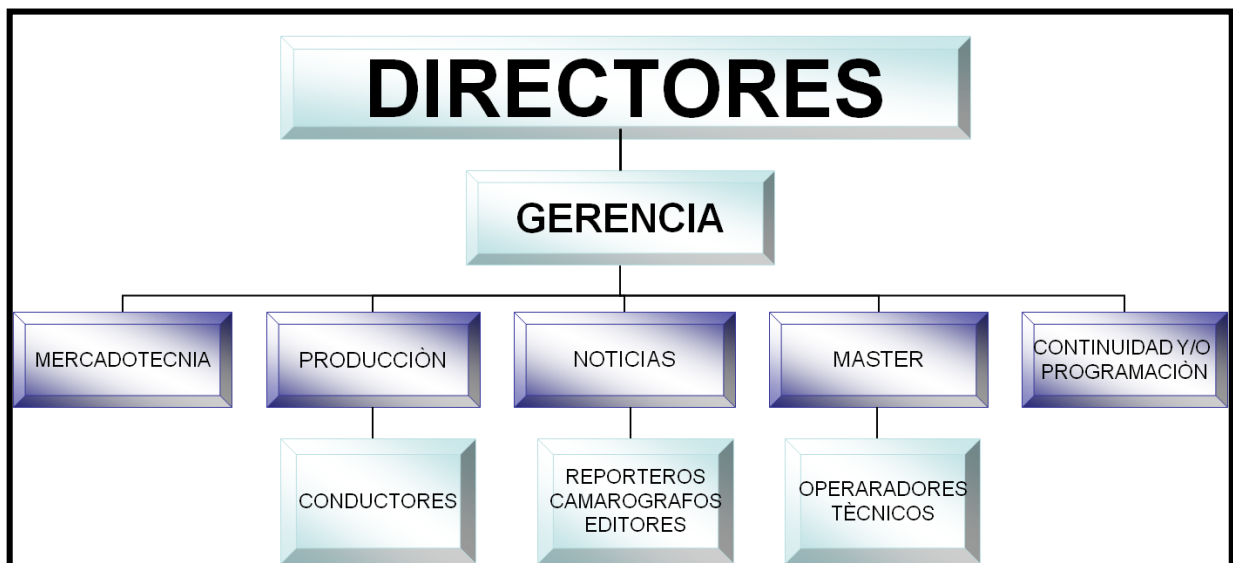 DIRECTORES
GERENCIA
MERCADOTECNIA
PRODUCCIÒN
NOTICIAS
MASTER
CONTINUIDAD Y/O
PROGRAMACIÒN
CONDUCTORES
REPORTEROS
CAMAROGRAFOS
EDITORES
OPERARADORES
TÈCNICOS